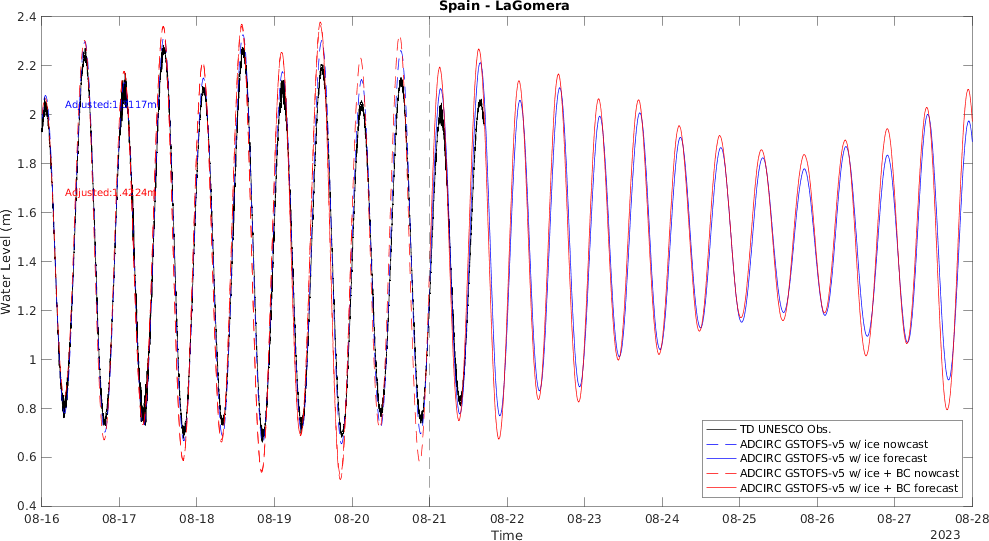 Spain - LaGomera
2.4
2.2
2
1.8
1.6
1.4
1.2
1
0.8
0.6
0.4
Water Level (m)
Adjusted:1. 117m
Adjusted:1.4224m
TD UNESCO Obs.
ADCIRC GSTOFS-v5 w/ ice nowcast
ADCIRC GSTOFS-v5 w/ ice forecast
ADCIRC GSTOFS-v5 w/ ice + BC nowcast
ADCIRC GSTOFS-v5 w/ ice + BC forecast
08-16 08-17 08-18 08-19 08-20 08-21 08-22 08-23 08-24 08-25 08-26 08-27 08-28
Time
2023